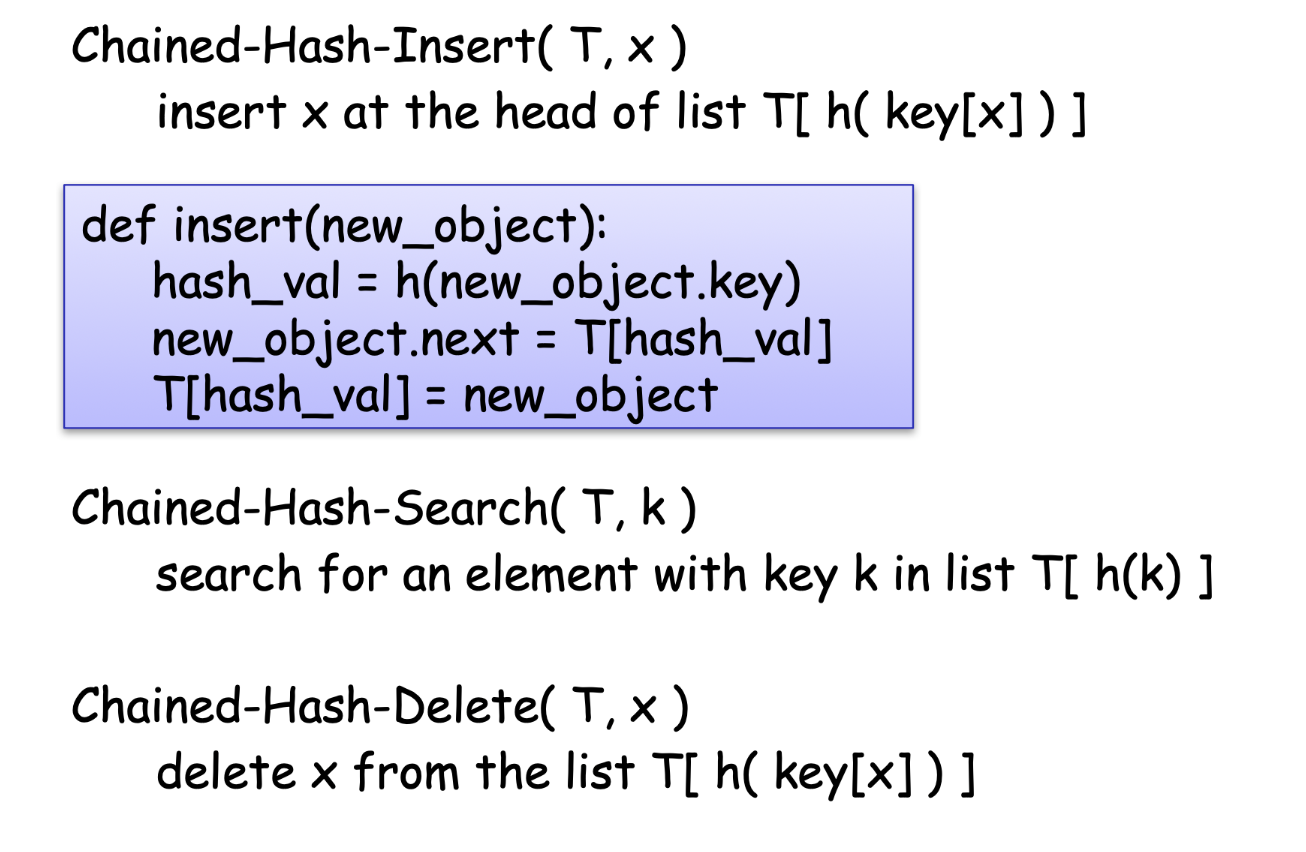 Chained-Hash-Insert( T, x )
insert x at the head of list T[ h( key[x] ) ]
def insert(new_object):
hash_val = h(new_object.key)
new_object.next = T[hash_val]
T[hash_val] = new_object
Chained-Hash-Search( T, k )
search for an element with key k in list T[ h(k) ]
Chained-Hash-Delete( T, x )
delete x from the list T[ h( key[x] ) ]